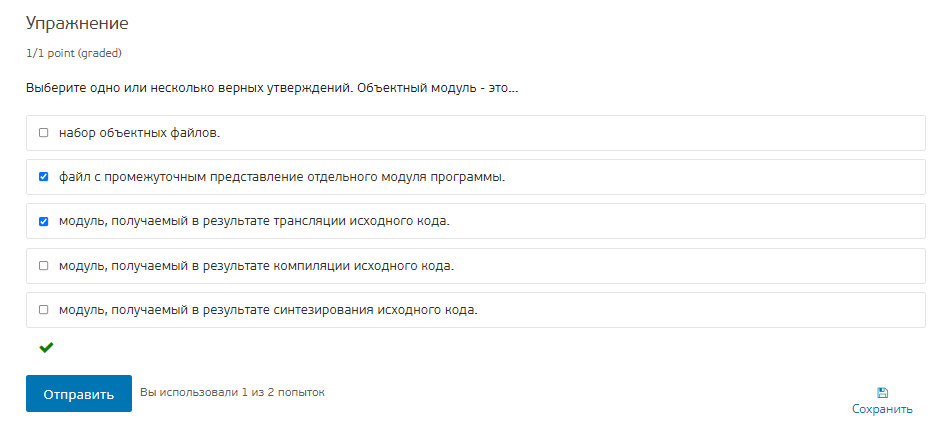 Упражнение
1/1 point (graded)
Выберите одно или несколько верных утверждений. Объектный модуль - это...
набор объектных файлов.
файл с промежуточным представление отдельного модуля программы.
модуль, получаемый в результате трансляции исходного кода.
модуль, получаемый в результате компиляции исходного кода.
модуль, получаемый в результате синтезирования исходного кода.
Отправить
Вы использовали 1 из 2 попыток
Сохранить